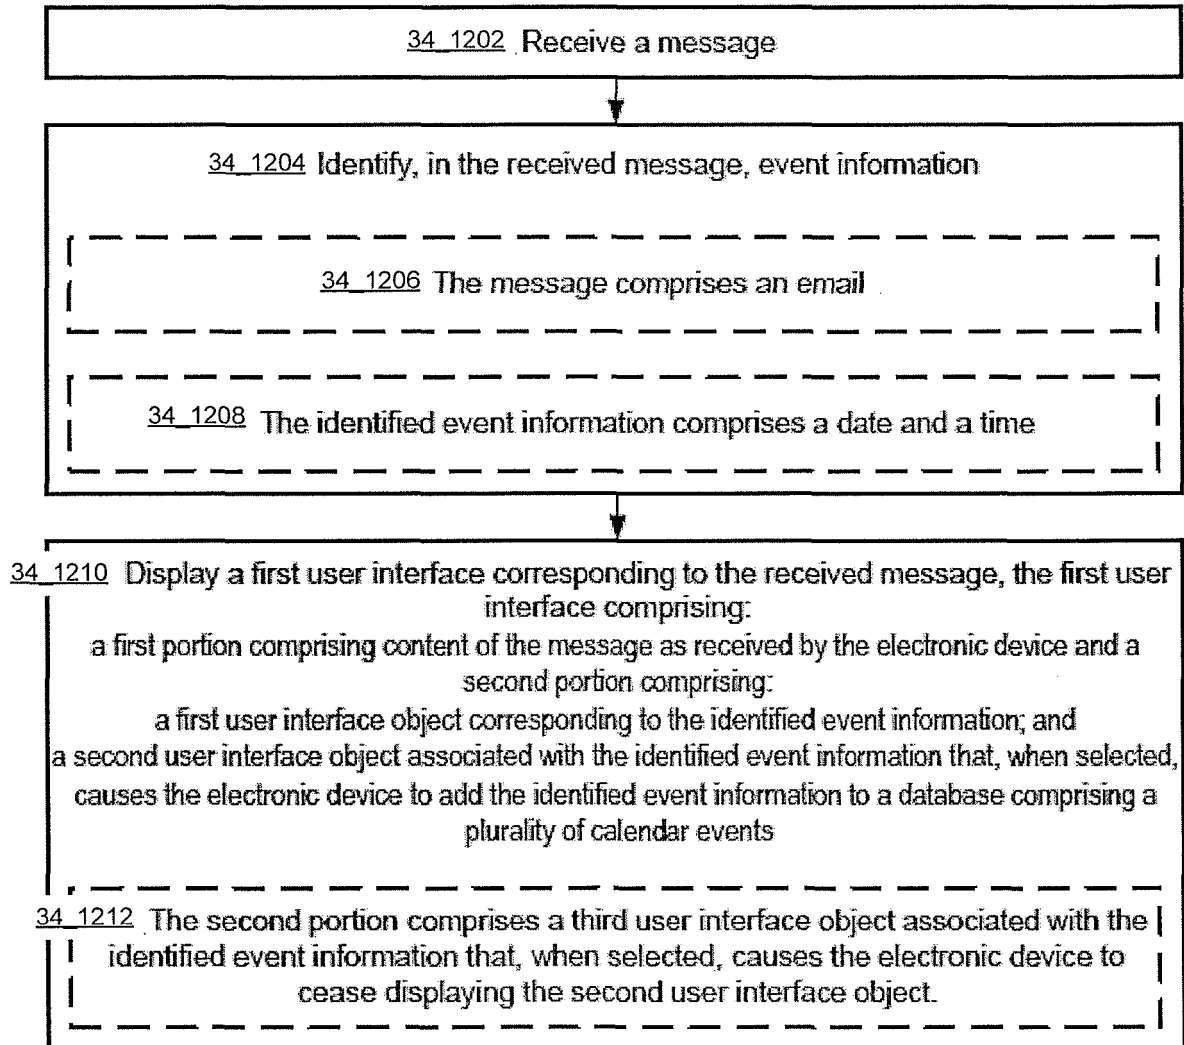 34_1202 Receive a message
34_1204 Identify, in the received message, event information
34_1206 The message comprises an email
34_1208 The identified event information comprises a date and a time
34_1210 Display a first user interface corresponding to the received message, the first user
interface comprising:
a first portion comprising content of the message as received by the electronic device and a
second portion comprising:
a first user interface object corresponding to the identified event information; and
a second user interface object associated with the identified event information that, when selected,
causes the electronic device to add the identified event information to a database comprising a
plurality of calendar events
34_1212 The second portion comprises a third user interface object associated with the
identified event information that, when selected, causes the electronic device to
cease displaying the second user interface object.